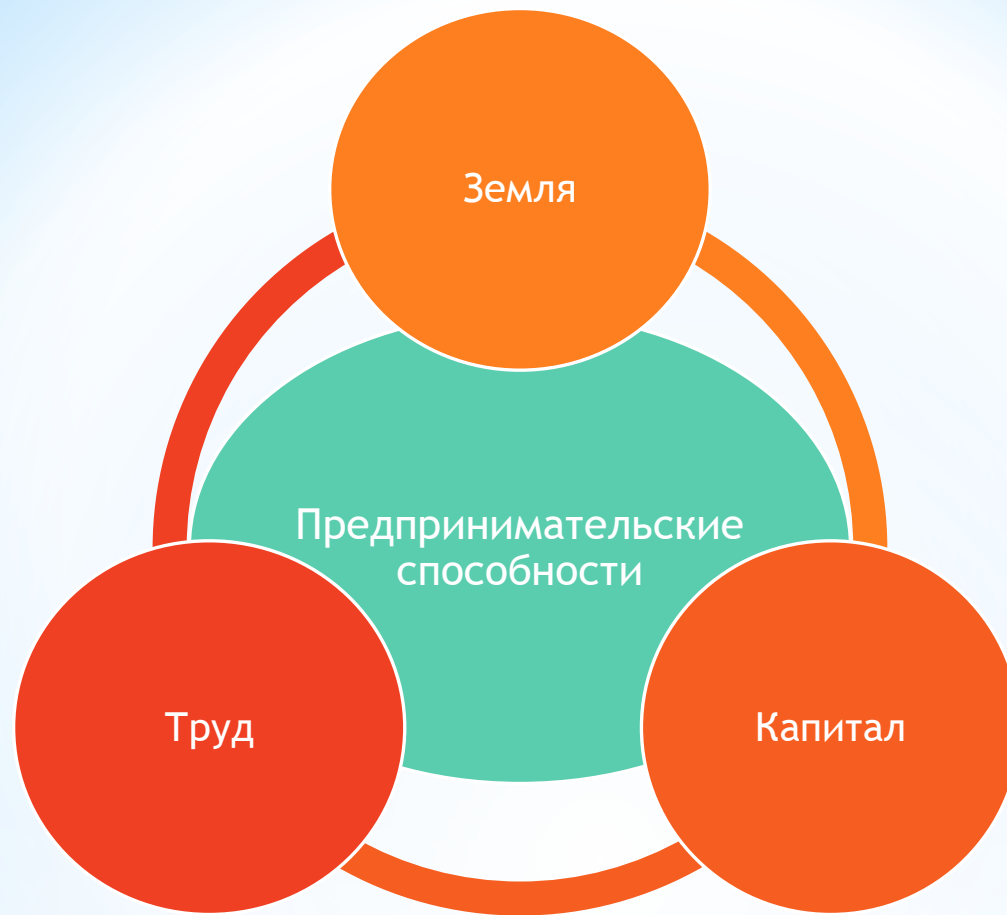 Земля
Предпринимательские
способности
Труд
Капитал